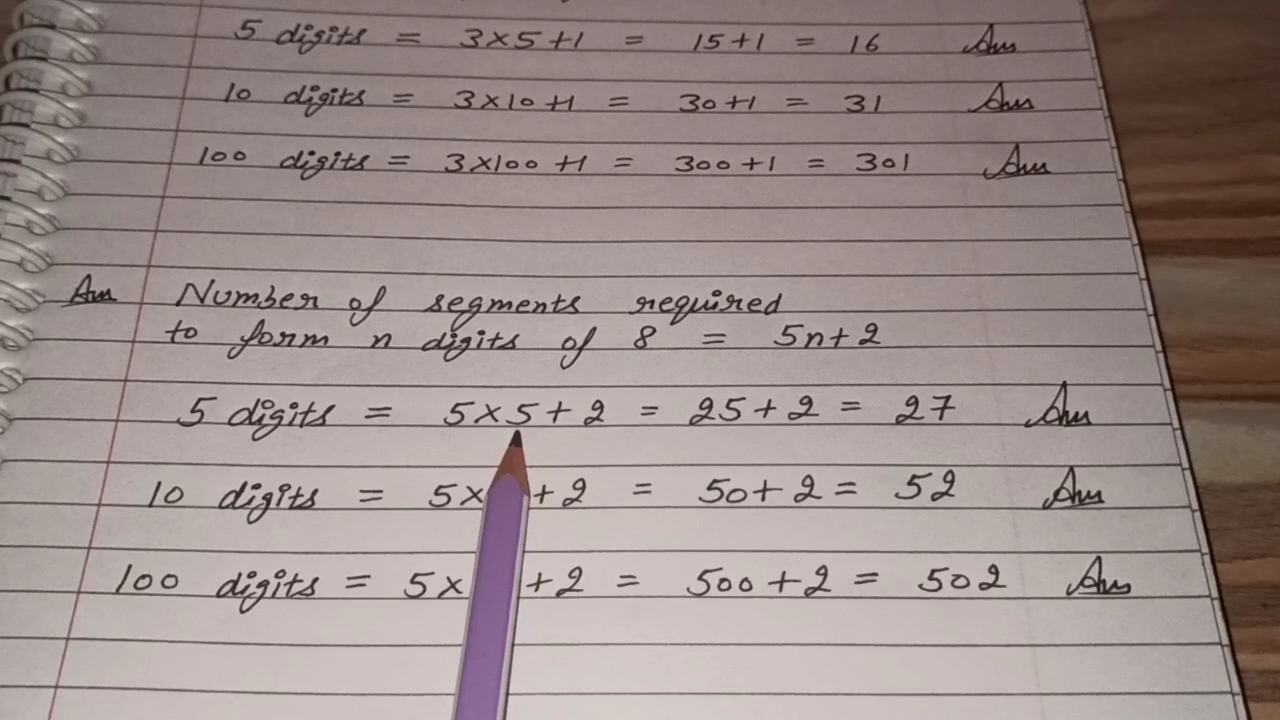 5 digits = 3×5+1 = 15+1 = 16 Ans
10 digits = 3×10+1 = 30+1 = 31 Ans
100 digits = 3×100+1 = 300+1 = 301 Ans
Ans Number of segments required
to form n digits of 8 = 5n+2
5 digits = 5×5+2 = 25+2 = 27 Ans
10 digits = 5× +2 = 50+2 = 52 Ans
100 digits = 5× +2 = 500+2 = 502 Ans